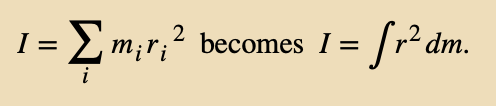 I = ∑ᵢ mᵢrᵢ² becomes I = ∫r² dm.